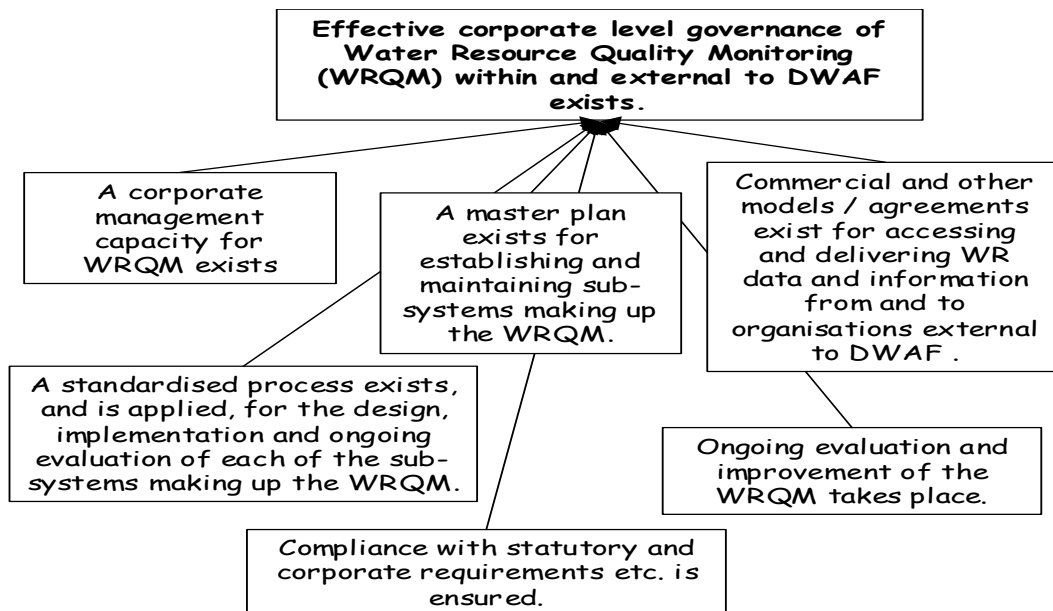 Effective corporate level governance of
Water Resource Quality Monitoring
(WRQM) within and external to DWAF
exists.
A corporate
management
capacity for
WRQM exists
A master plan
exists for
establishing and
maintaining sub-
systems making up
the WRQM.
Commercial and other
models / agreements
exist for accessing
and delivering WR
data and information
from and to
organisations external
to DWAF .
A standardised process exists,
and is applied, for the design,
implementation and ongoing
evaluation of each of the sub-
systems making up the WRQM.
Ongoing evaluation and
improvement of the
WRQM takes place.
Compliance with statutory and
corporate requirements etc. is
ensured.